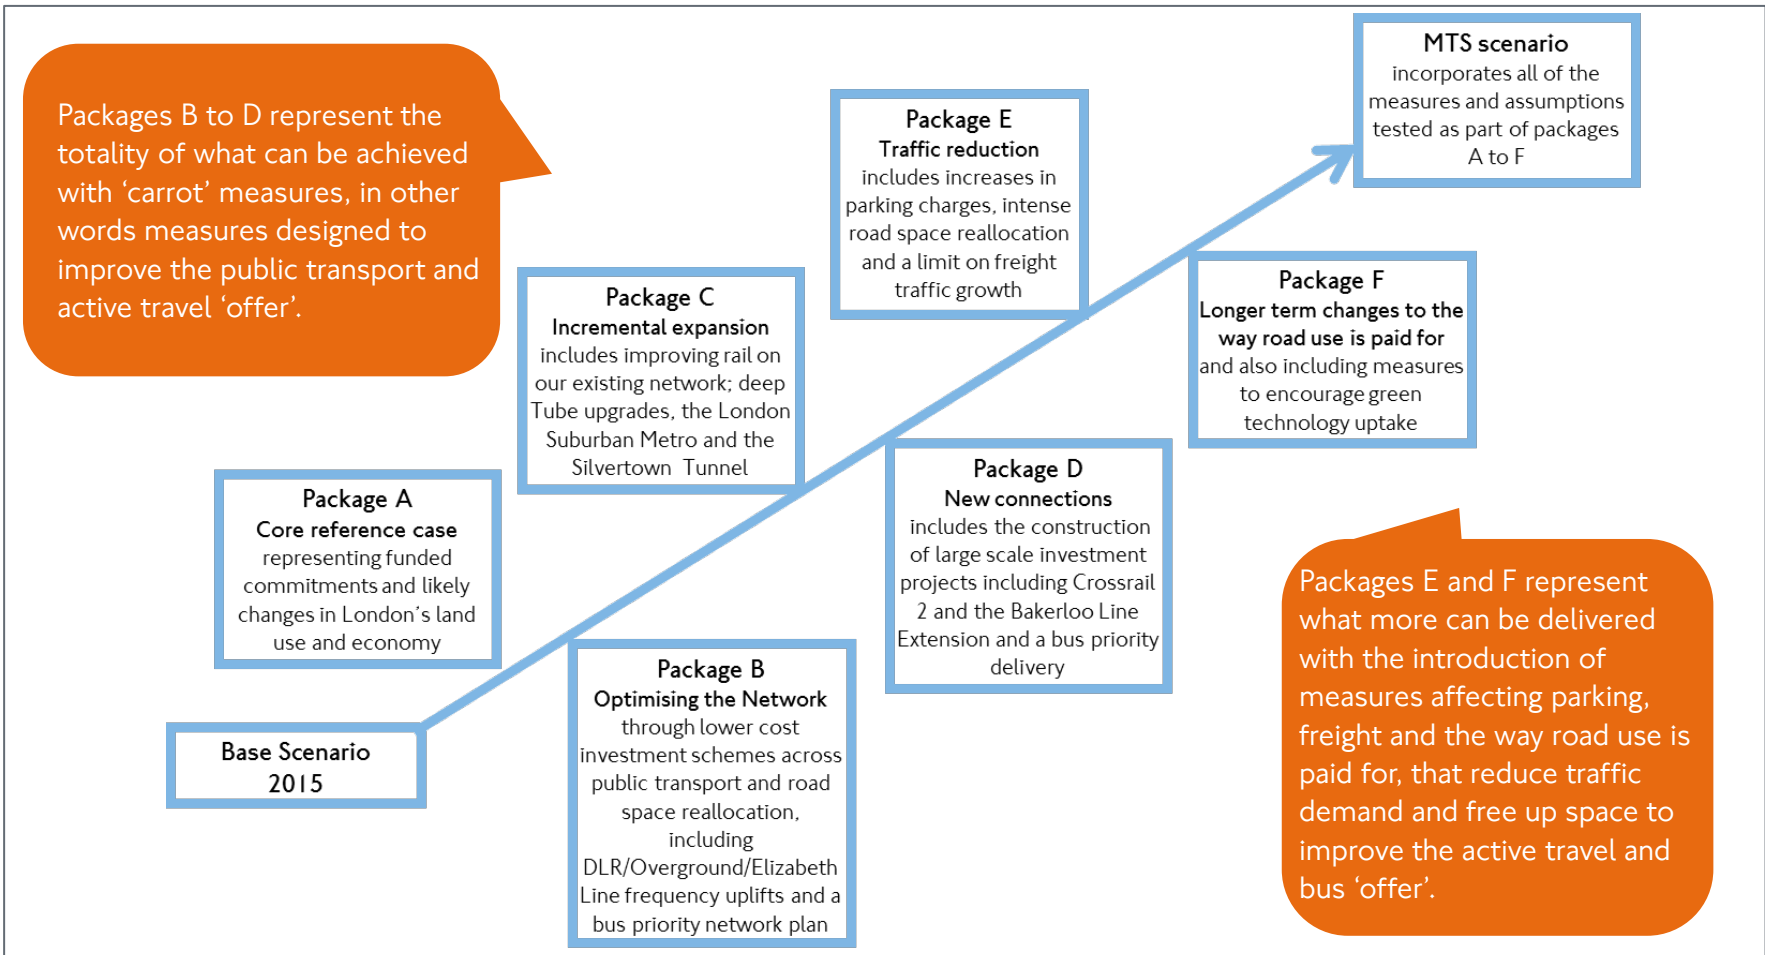 Packages B to D represent the
totality of what can be achieved
with ‘carrot’ measures, in other
words measures designed to
improve the public transport and
active travel ‘offer’.
Base Scenario
2015
Package A
Core reference case
representing funded
commitments and likely
changes in London’s land
use and economy
Package B
Optimising the Network
through lower cost
investment schemes across
public transport and road
space reallocation,
including
DLR/Overground/Elizabeth
Line frequency uplifts and a
bus priority network plan
Package C
Incremental expansion
includes improving rail on
our existing network; deep
Tube upgrades, the London
Suburban Metro and the
Silvertown Tunnel
Package D
New connections
includes the construction
of large scale investment
projects including Crossrail
2 and the Bakerloo Line
Extension and a bus priority
delivery
Package E
Traffic reduction
includes increases in
parking charges, intense
road space reallocation
and a limit on freight
traffic growth
Package F
Longer term changes to the
way road use is paid for
and also including measures
to encourage green
technology uptake
MTS scenario
incorporates all of the
measures and assumptions
tested as part of packages
A to F
Packages E and F represent
what more can be delivered
with the introduction of
measures affecting parking,
freight and the way road use is
paid for, that reduce traffic
demand and free up space to
improve the active travel and
bus ‘offer’.